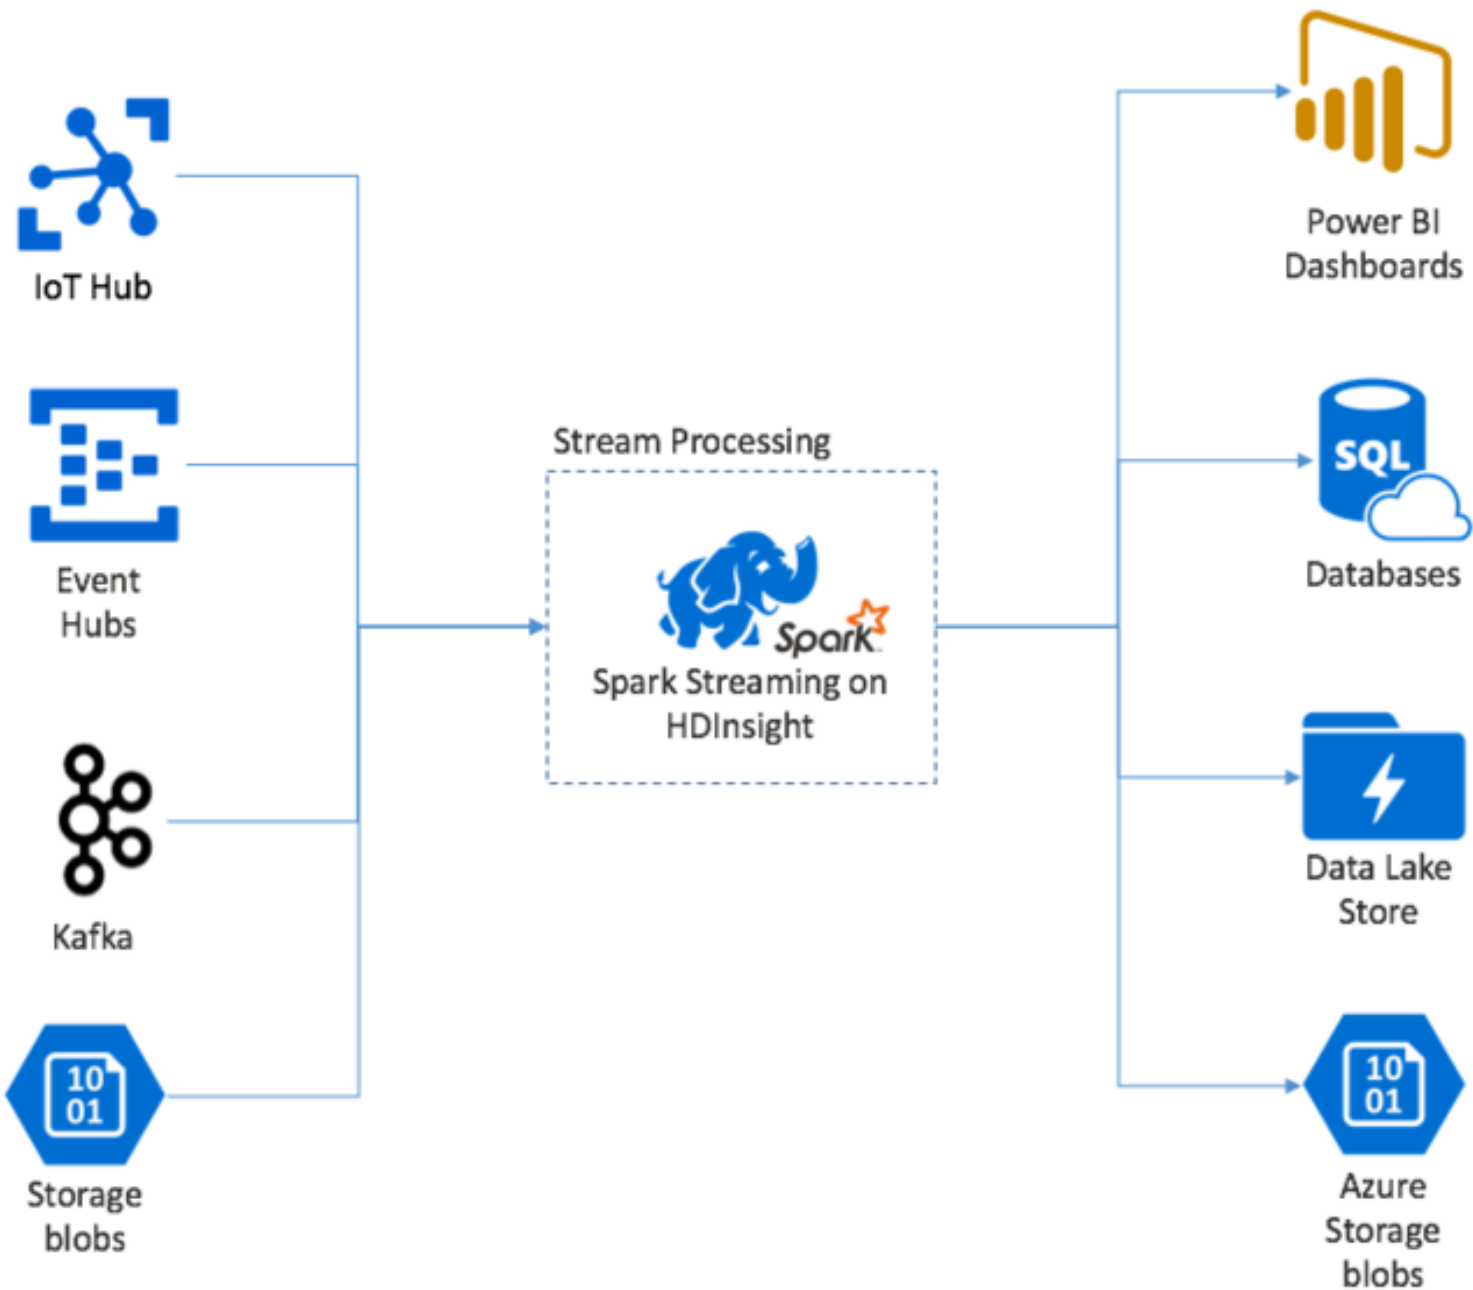 IoT Hub
Event
Hubs
Kafka
10
01
Storage
blobs
Stream Processing
Spark
Spark Streaming on
HDInsight
Power BI
Dashboards
SQL
Databases
Data Lake
Store
10
01
Azure
Storage
blobs